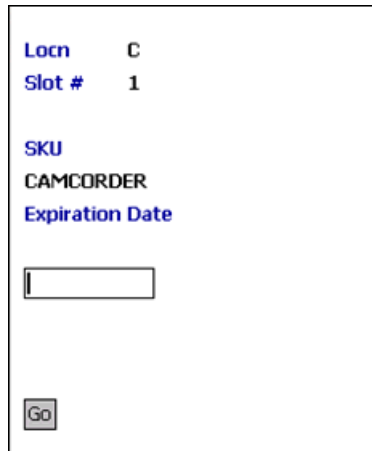 Locn C
Slot # 1
SKU
CAMCORDER
Expiration Date
Go